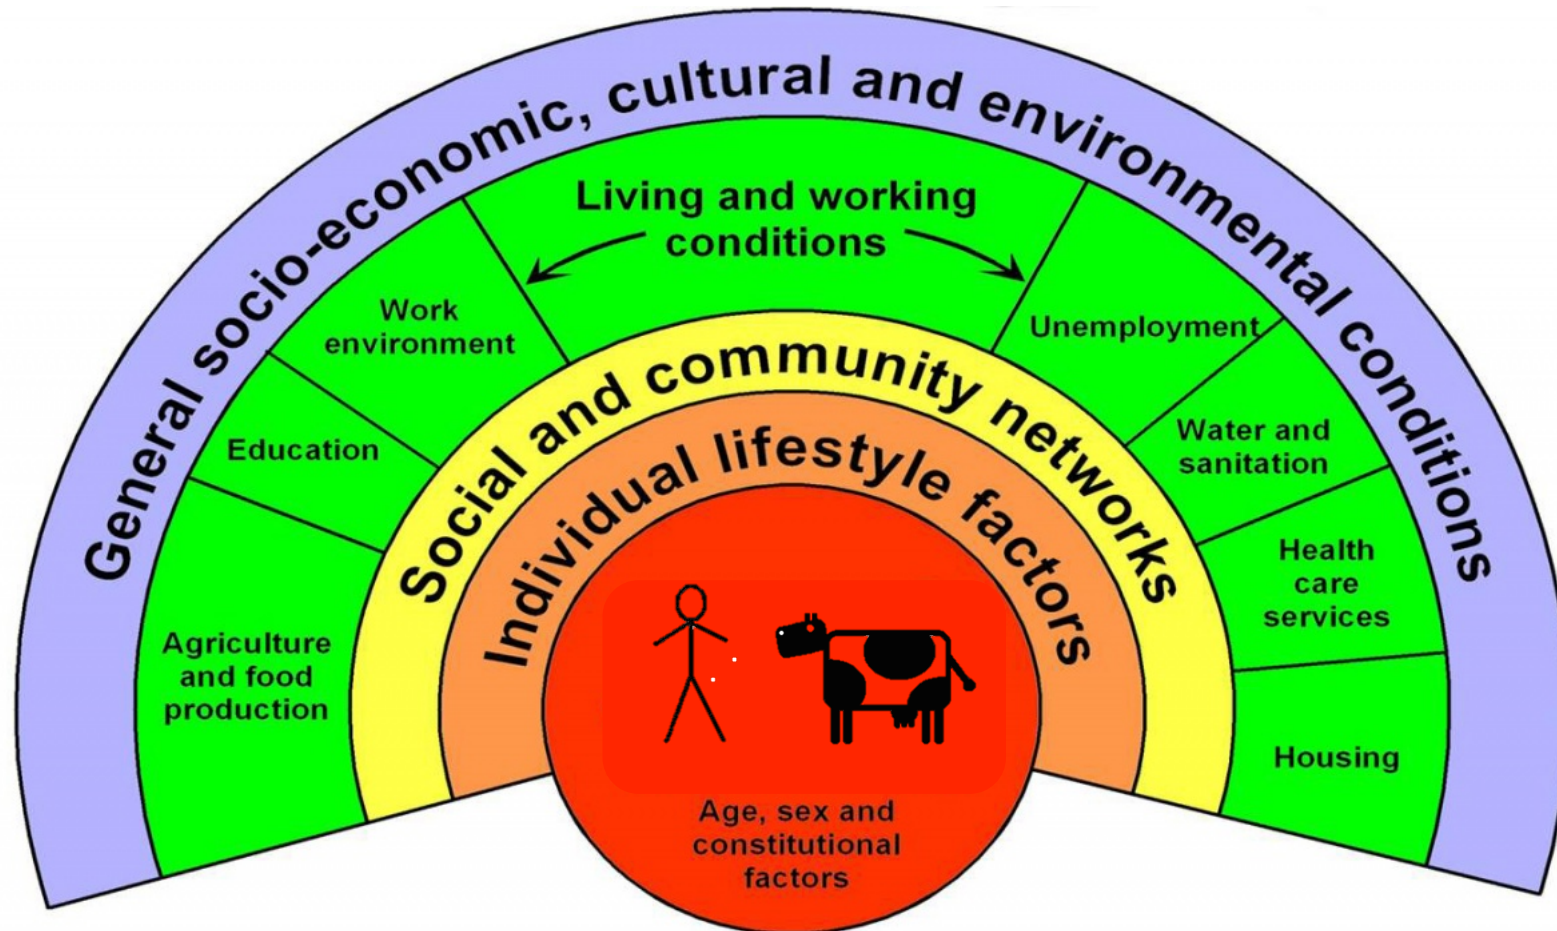 General socio-economic, cultural and environmental conditions
Living and working
conditions
Work
environment
Unemployment
Education
Water and
sanitation
Agriculture
and food
production
Health
care
services
Housing
Social and community networks
Individual lifestyle factors
Age, sex and
constitutional
factors